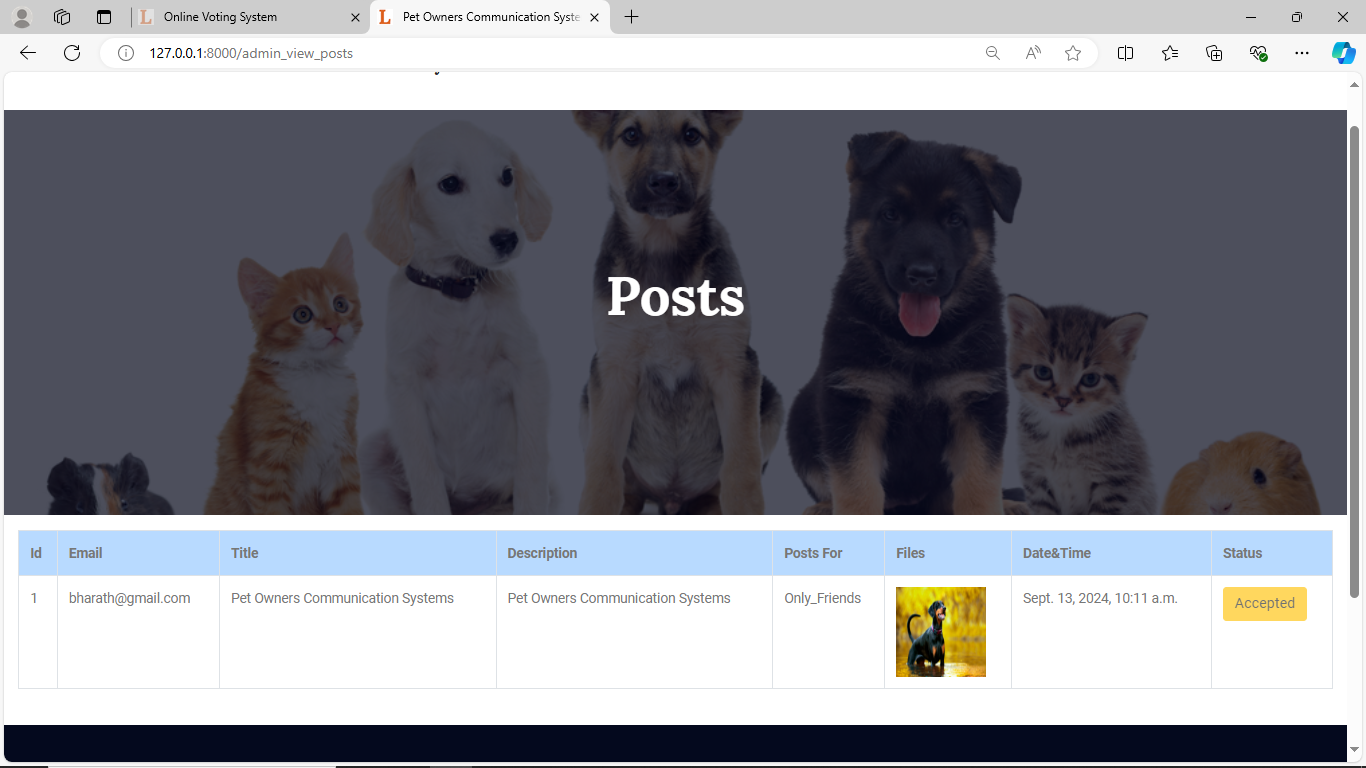 Online Voting System
Pet Owners Communication Syste
127.0.0.1:8000/admin_view_posts
Posts
Id Email Title Description Posts For Files Date&Time Status
1 bharath@gmail.com Pet Owners Communication Systems Pet Owners Communication Systems Only_Friends Sept. 13, 2024, 10:11 a.m. Accepted